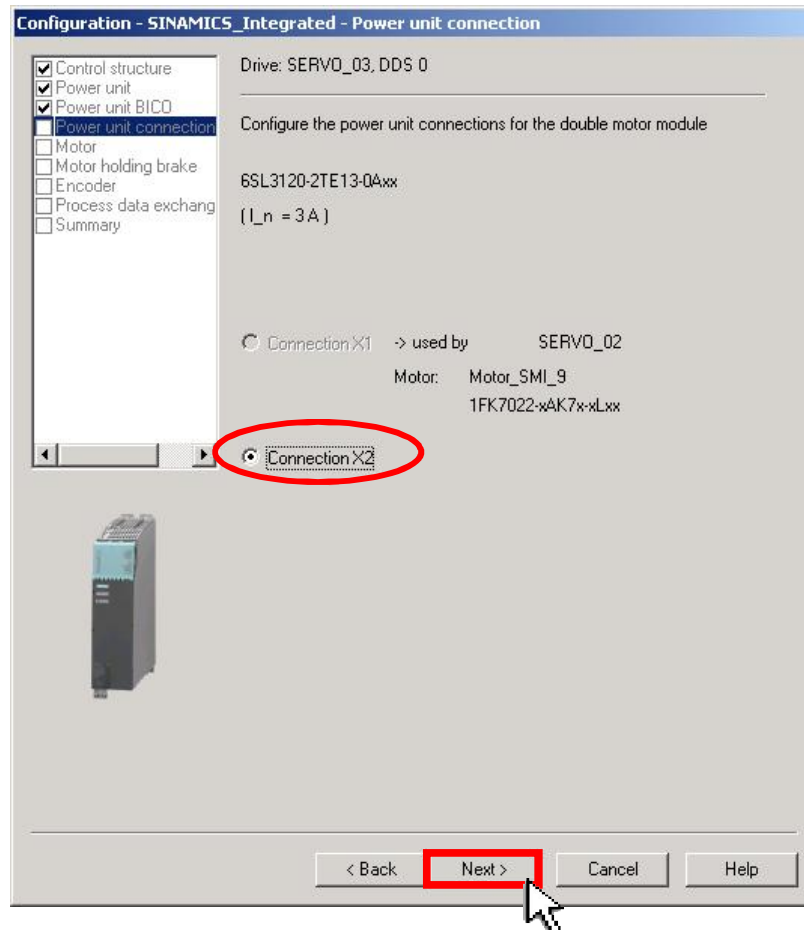 Configuration - SINAMICS_Integrated - Power unit connection
Control structure
Power unit
Power unit BICO
Power unit connection
Motor
Motor holding brake
Encoder
Process data exchang
Summary
Drive: SERVO_03, DDS 0
Configure the power unit connections for the double motor module
6SL3120-2TE13-0Axx
(I_n = 3 A )
Connection X1 -> used by SERVO_02
Motor: Motor_SMI_9
1FK7022-xAK7x-xLxx
Connection X2
< Back Next > Cancel Help